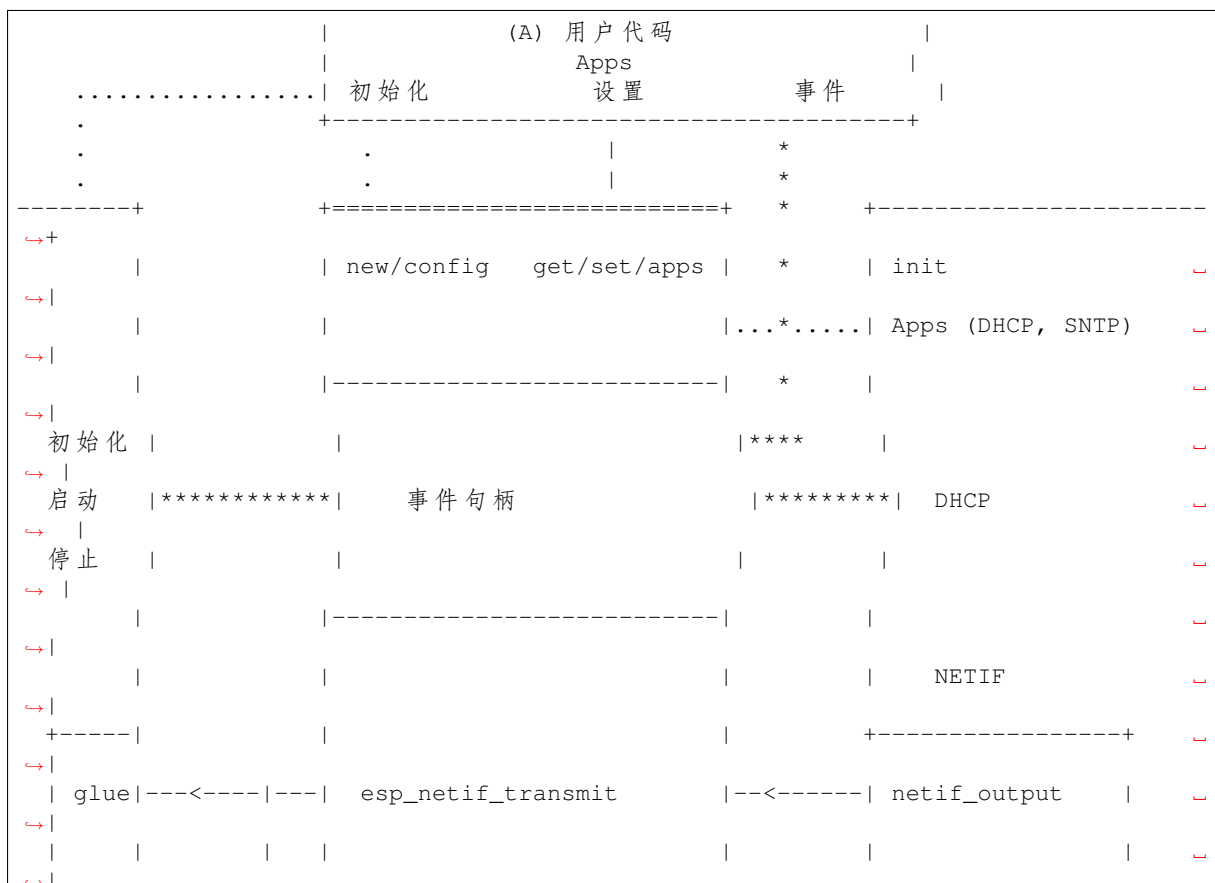 | (A) 用户代码 |
| Apps |
.................| 初始化 设置 事件 |
. +----------------------------------------+
. . | *
. . | *
--------+ +===========================+ * +-----------------------
↪+
| | new/config get/set/apps | * | init ␣
↪|
| | |...*.....| Apps (DHCP, SNTP) ␣
↪|
| |---------------------------| * | ␣
↪|
初始化 | | |**** | ␣
↪ |
启动 |************| 事件句柄 |*********| DHCP ␣
↪ |
停止 | | | | ␣
↪ |
| |---------------------------| | ␣
↪|
| | | | NETIF ␣
↪|
+-----| | | +-----------------+ ␣
↪|
| glue|---<----|---| esp_netif_transmit |--<------| netif_output | ␣
↪|
| | | | | | | ␣
↪|